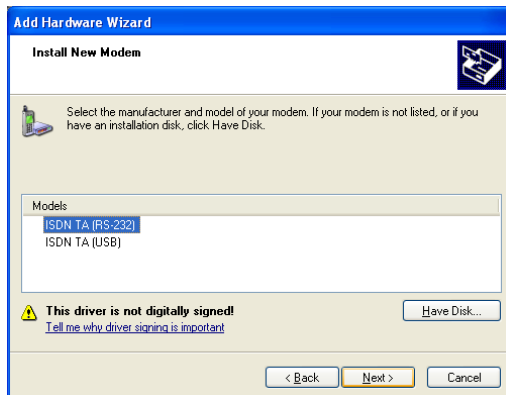 Add Hardware Wizard
Install New Modem
Select the manufacturer and model of your modem. If your modem is not listed, or if you
have an installation disk, click Have Disk.
Models
ISDN TA (RS-232)
ISDN TA (USB)
This driver is not digitally signed!
Tell me why driver signing is important
Have Disk...
< Back
Next >
Cancel